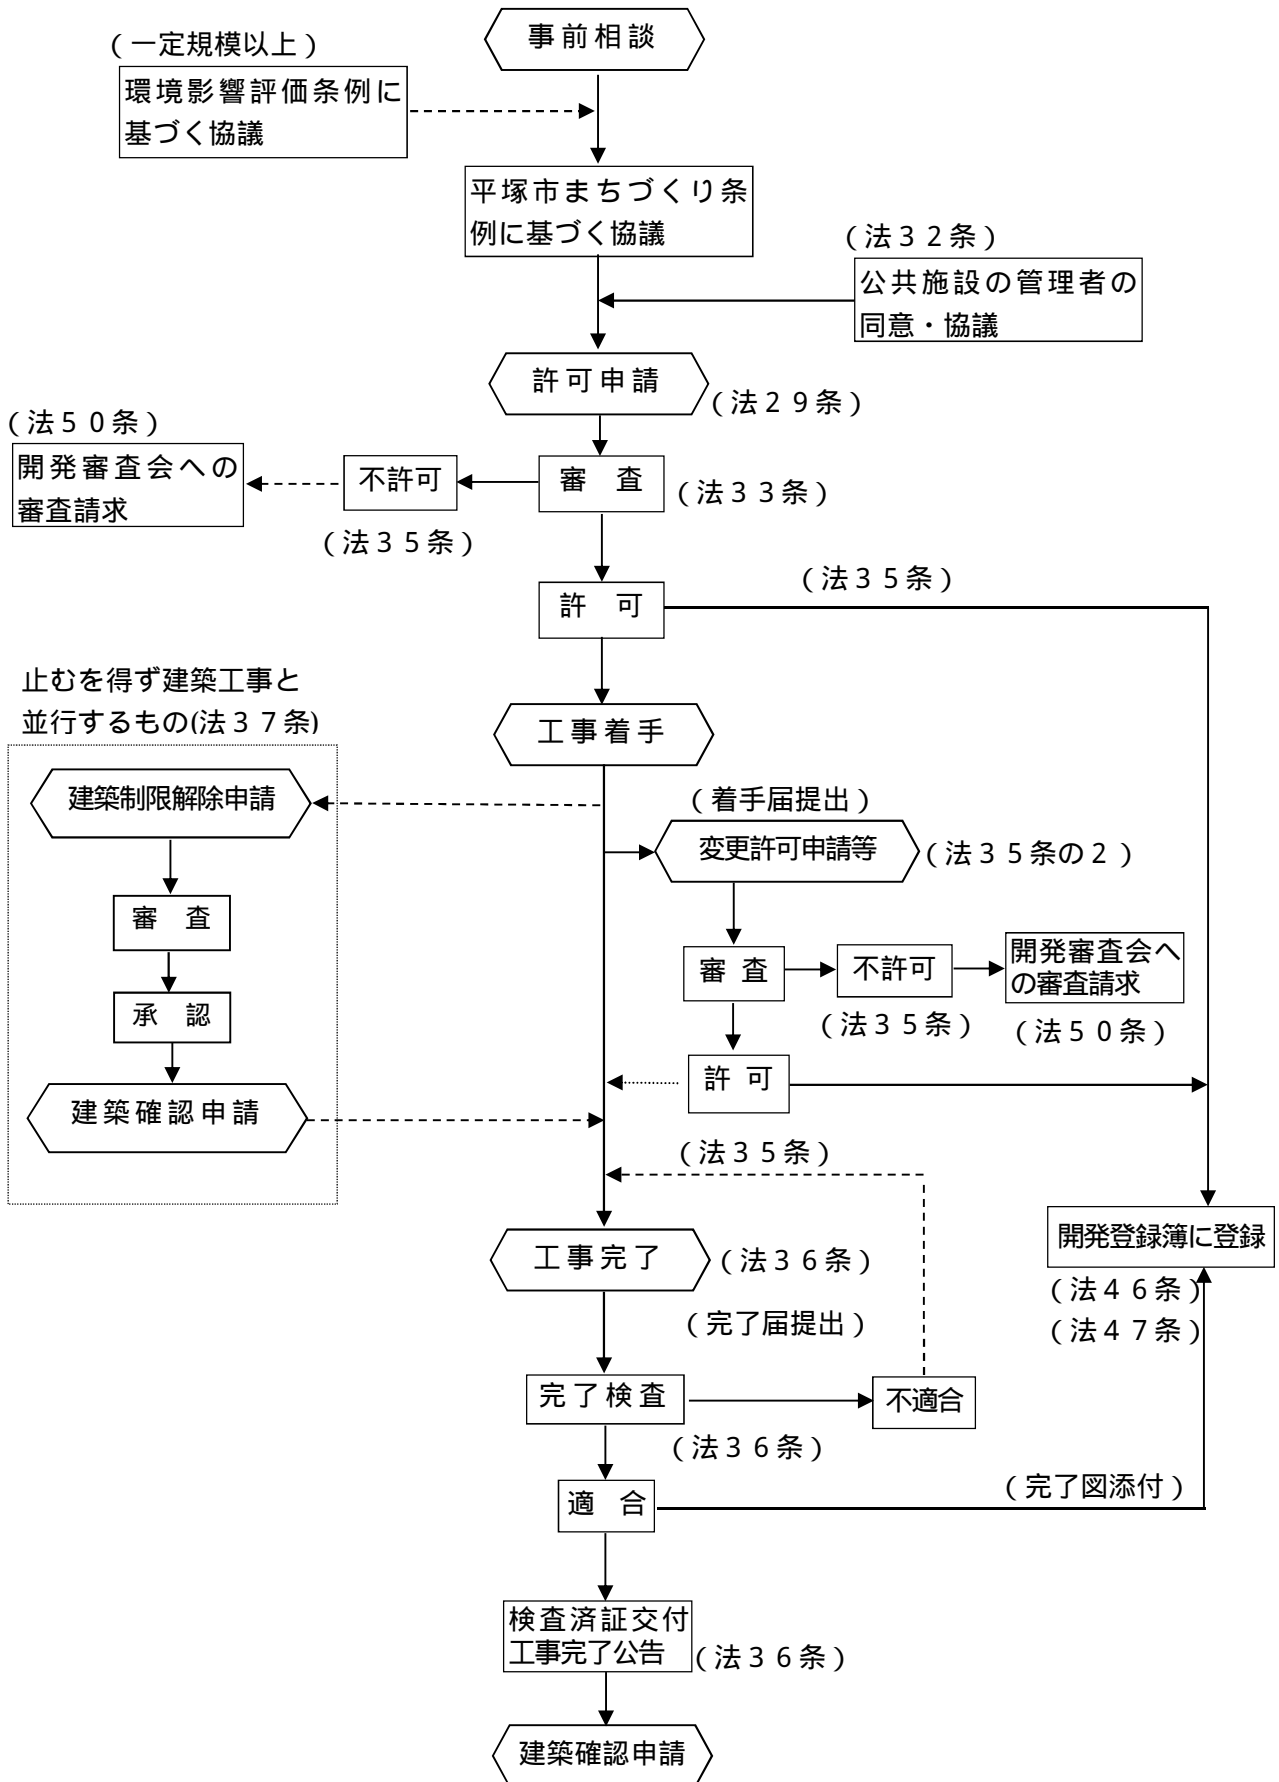 事前相談
（一定規模以上）
環境影響評価条例に
基づく協議
平塚市まちづくり条
例に基づく協議
（法３２条）
公共施設の管理者の
同意・協議
許可申請
（法２９条）
（法５０条）
開発審査会への
審査請求
不許可
審　査
（法３３条）
（法３５条）
（法３５条）
許　可
止むを得ず建築工事と
並行するもの(法３７条)
工事着手
建築制限解除申請
（着手届提出）
変更許可申請等
（法３５条の２）
審　査
審　査
不許可
開発審査会へ
の審査請求
承　認
（法３５条）
（法５０条）
許　可
建築確認申請
（法３５条）
工事完了
（法３６条）
開発登録簿に登録
（法４６条）
（法４７条）
（完了届提出）
完了検査
不適合
（法３６条）
適　合
（完了図添付）
検査済証交付
工事完了公告
（法３６条）
建築確認申請